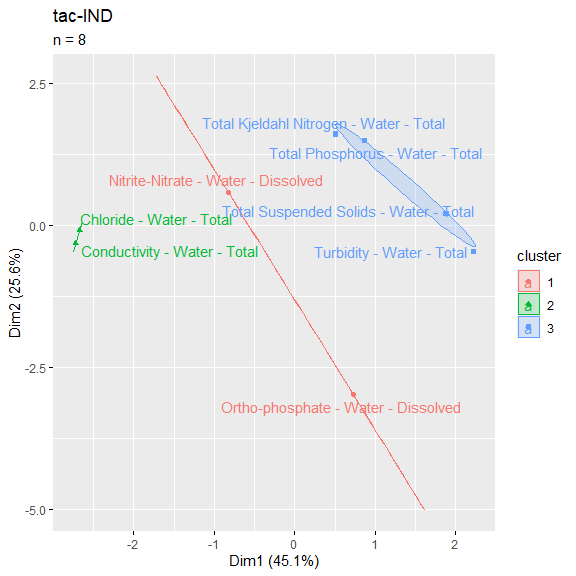 tac-IND
n = 8
2.5
0.0
-2.5
-5.0
Dim2 (25.6%)
Total Kjeldahl Nitrogen - Water - Total
Total Phosphorus - Water - Total
Nitrite-Nitrate - Water - Dissolved
Total Suspended Solids - Water - Total
Chloride - Water - Total
Conductivity - Water - Total
Turbidity - Water - Total
Ortho-phosphate - Water - Dissolved
-2
-1
0
1
2
Dim1 (45.1%)
cluster
a 1
a 2
a 3